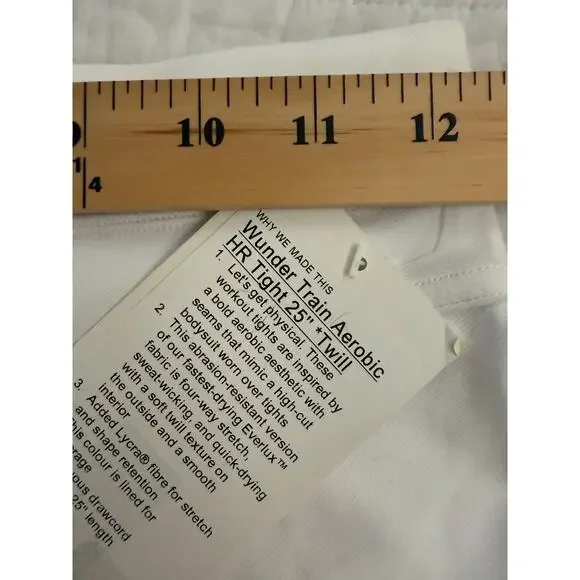 9 10 11 12
1
4
WHY WE MADE THIS
Wunder Train Aerobic
HR Tight 25" *Twill
1. Let's get physical. These
workout tights are inspired by
a bold aerobic aesthetic with
seams that mimic a high-cut
bodysuit worn over tights
2. This abrasion-resistant version
of our fastest-drying Everlux™
fabric is four-way stretch,
sweat-wicking, and quick-drying
with a soft twill texture on
the outside and a smooth
interior
3. Added Lycra® fibre for stretch
and shape retention
this colour is lined for
drawcord
25" length